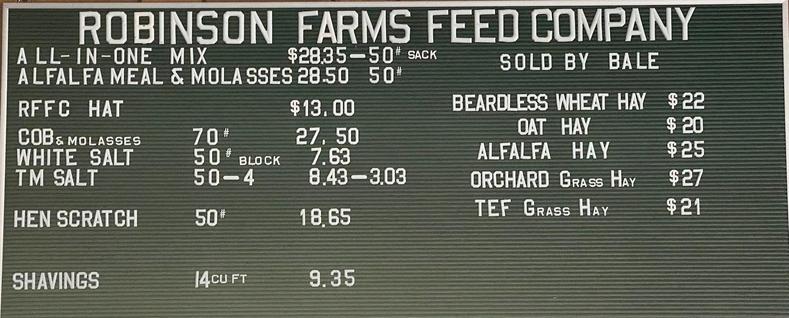 ROBINSON FARMS FEED COMPANY
ALL-IN-ONE MIX $28.35-50# SACK
ALFALFA MEAL & MOLASSES 28.50 50#
RFFC HAT $13.00
COB & MOLASSES 70# 27.50
WHITE SALT 50# BLOCK 7.63
TM SALT 50-4 8.43-3.03
HEN SCRATCH 50# 18.65
SHAVINGS 14 CU FT 9.35
SOLD BY BALE
BEARDLESS WHEAT HAY $22
OAT HAY $20
ALFALFA HAY $25
ORCHARD GRASS HAY $27
TEF GRASS HAY $21